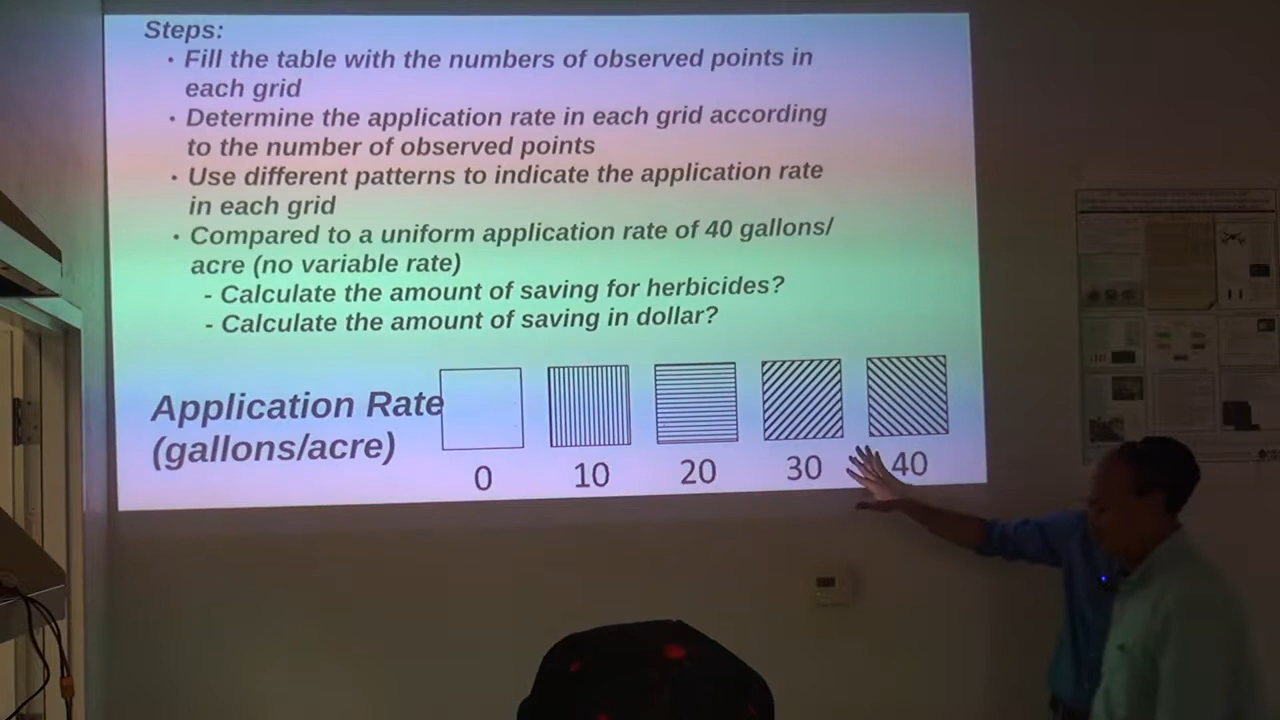 Steps:
• Fill the table with the numbers of observed points in
each grid
• Determine the application rate in each grid according
to the number of observed points
• Use different patterns to indicate the application rate
in each grid
• Compared to a uniform application rate of 40 gallons/
acre (no variable rate)
- Calculate the amount of saving for herbicides?
- Calculate the amount of saving in dollar?
Application Rate
(gallons/acre)
0 10 20 30 40